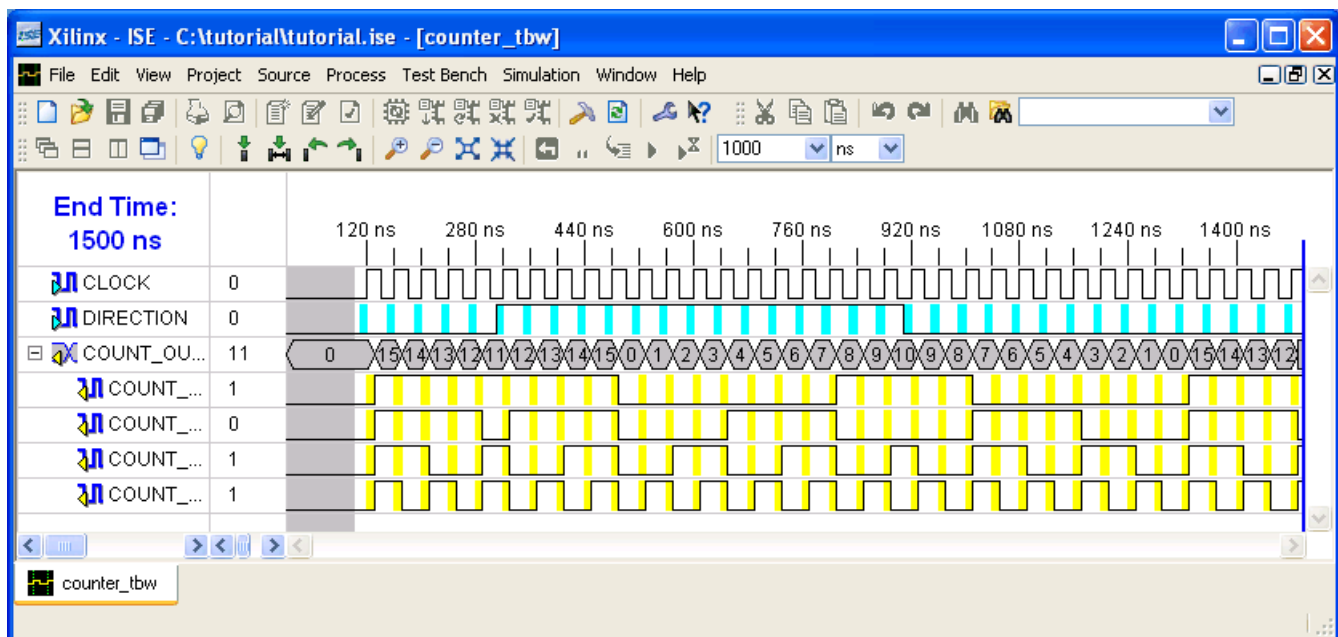 Xilinx - ISE - C:\tutorial\tutorial.ise - [counter_tbw]
File Edit View Project Source Process Test Bench Simulation Window Help
1000 ns
End Time:
1500 ns
120 ns 280 ns 440 ns 600 ns 760 ns 920 ns 1080 ns 1240 ns 1400 ns
CLOCK 0
DIRECTION 0
COUNT_OU... 11 0 15 14 13 12 11 12 13 14 15 0 1 2 3 4 5 6 7 8 9 10 9 8 7 6 5 4 3 2 1 0 15 14 13 12
COUNT_... 1
COUNT_... 0
COUNT_... 1
COUNT_... 1
counter_tbw